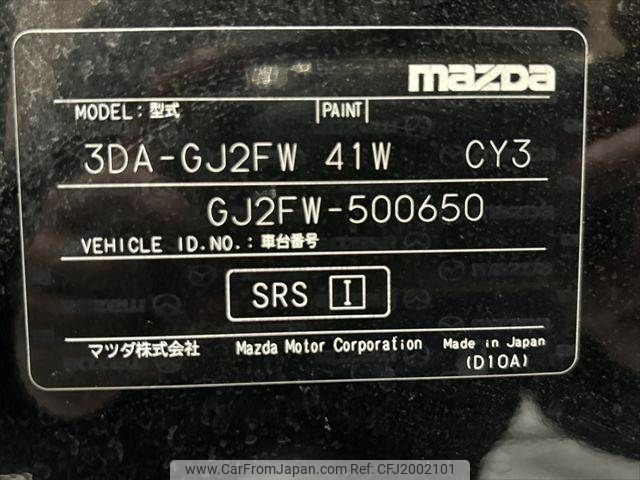 mazda
MODEL: 型式 PAINT
3DA-GJ2FW 41W CY3
GJ2FW-500650
VEHICLE ID.NO.: 車台番号
SRS I
マツダ株式会社 Mazda Motor Corporation Made in Japan
(D10A)
www.CarFromJapan.com | CFJ2002101